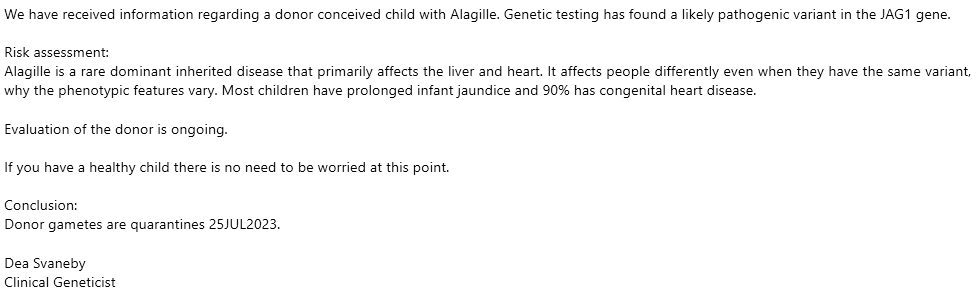 We have received information regarding a donor conceived child with Alagille. Genetic testing has found a likely pathogenic variant in the JAG1 gene.
Risk assessment:
Alagille is a rare dominant inherited disease that primarily affects the liver and heart. It affects people differently even when they have the same variant,
why the phenotypic features vary. Most children have prolonged infant jaundice and 90% has congenital heart disease.
Evaluation of the donor is ongoing.
If you have a healthy child there is no need to be worried at this point.
Conclusion:
Donor gametes are quarantines 25JUL2023.
Dea Svaneby
Clinical Geneticist